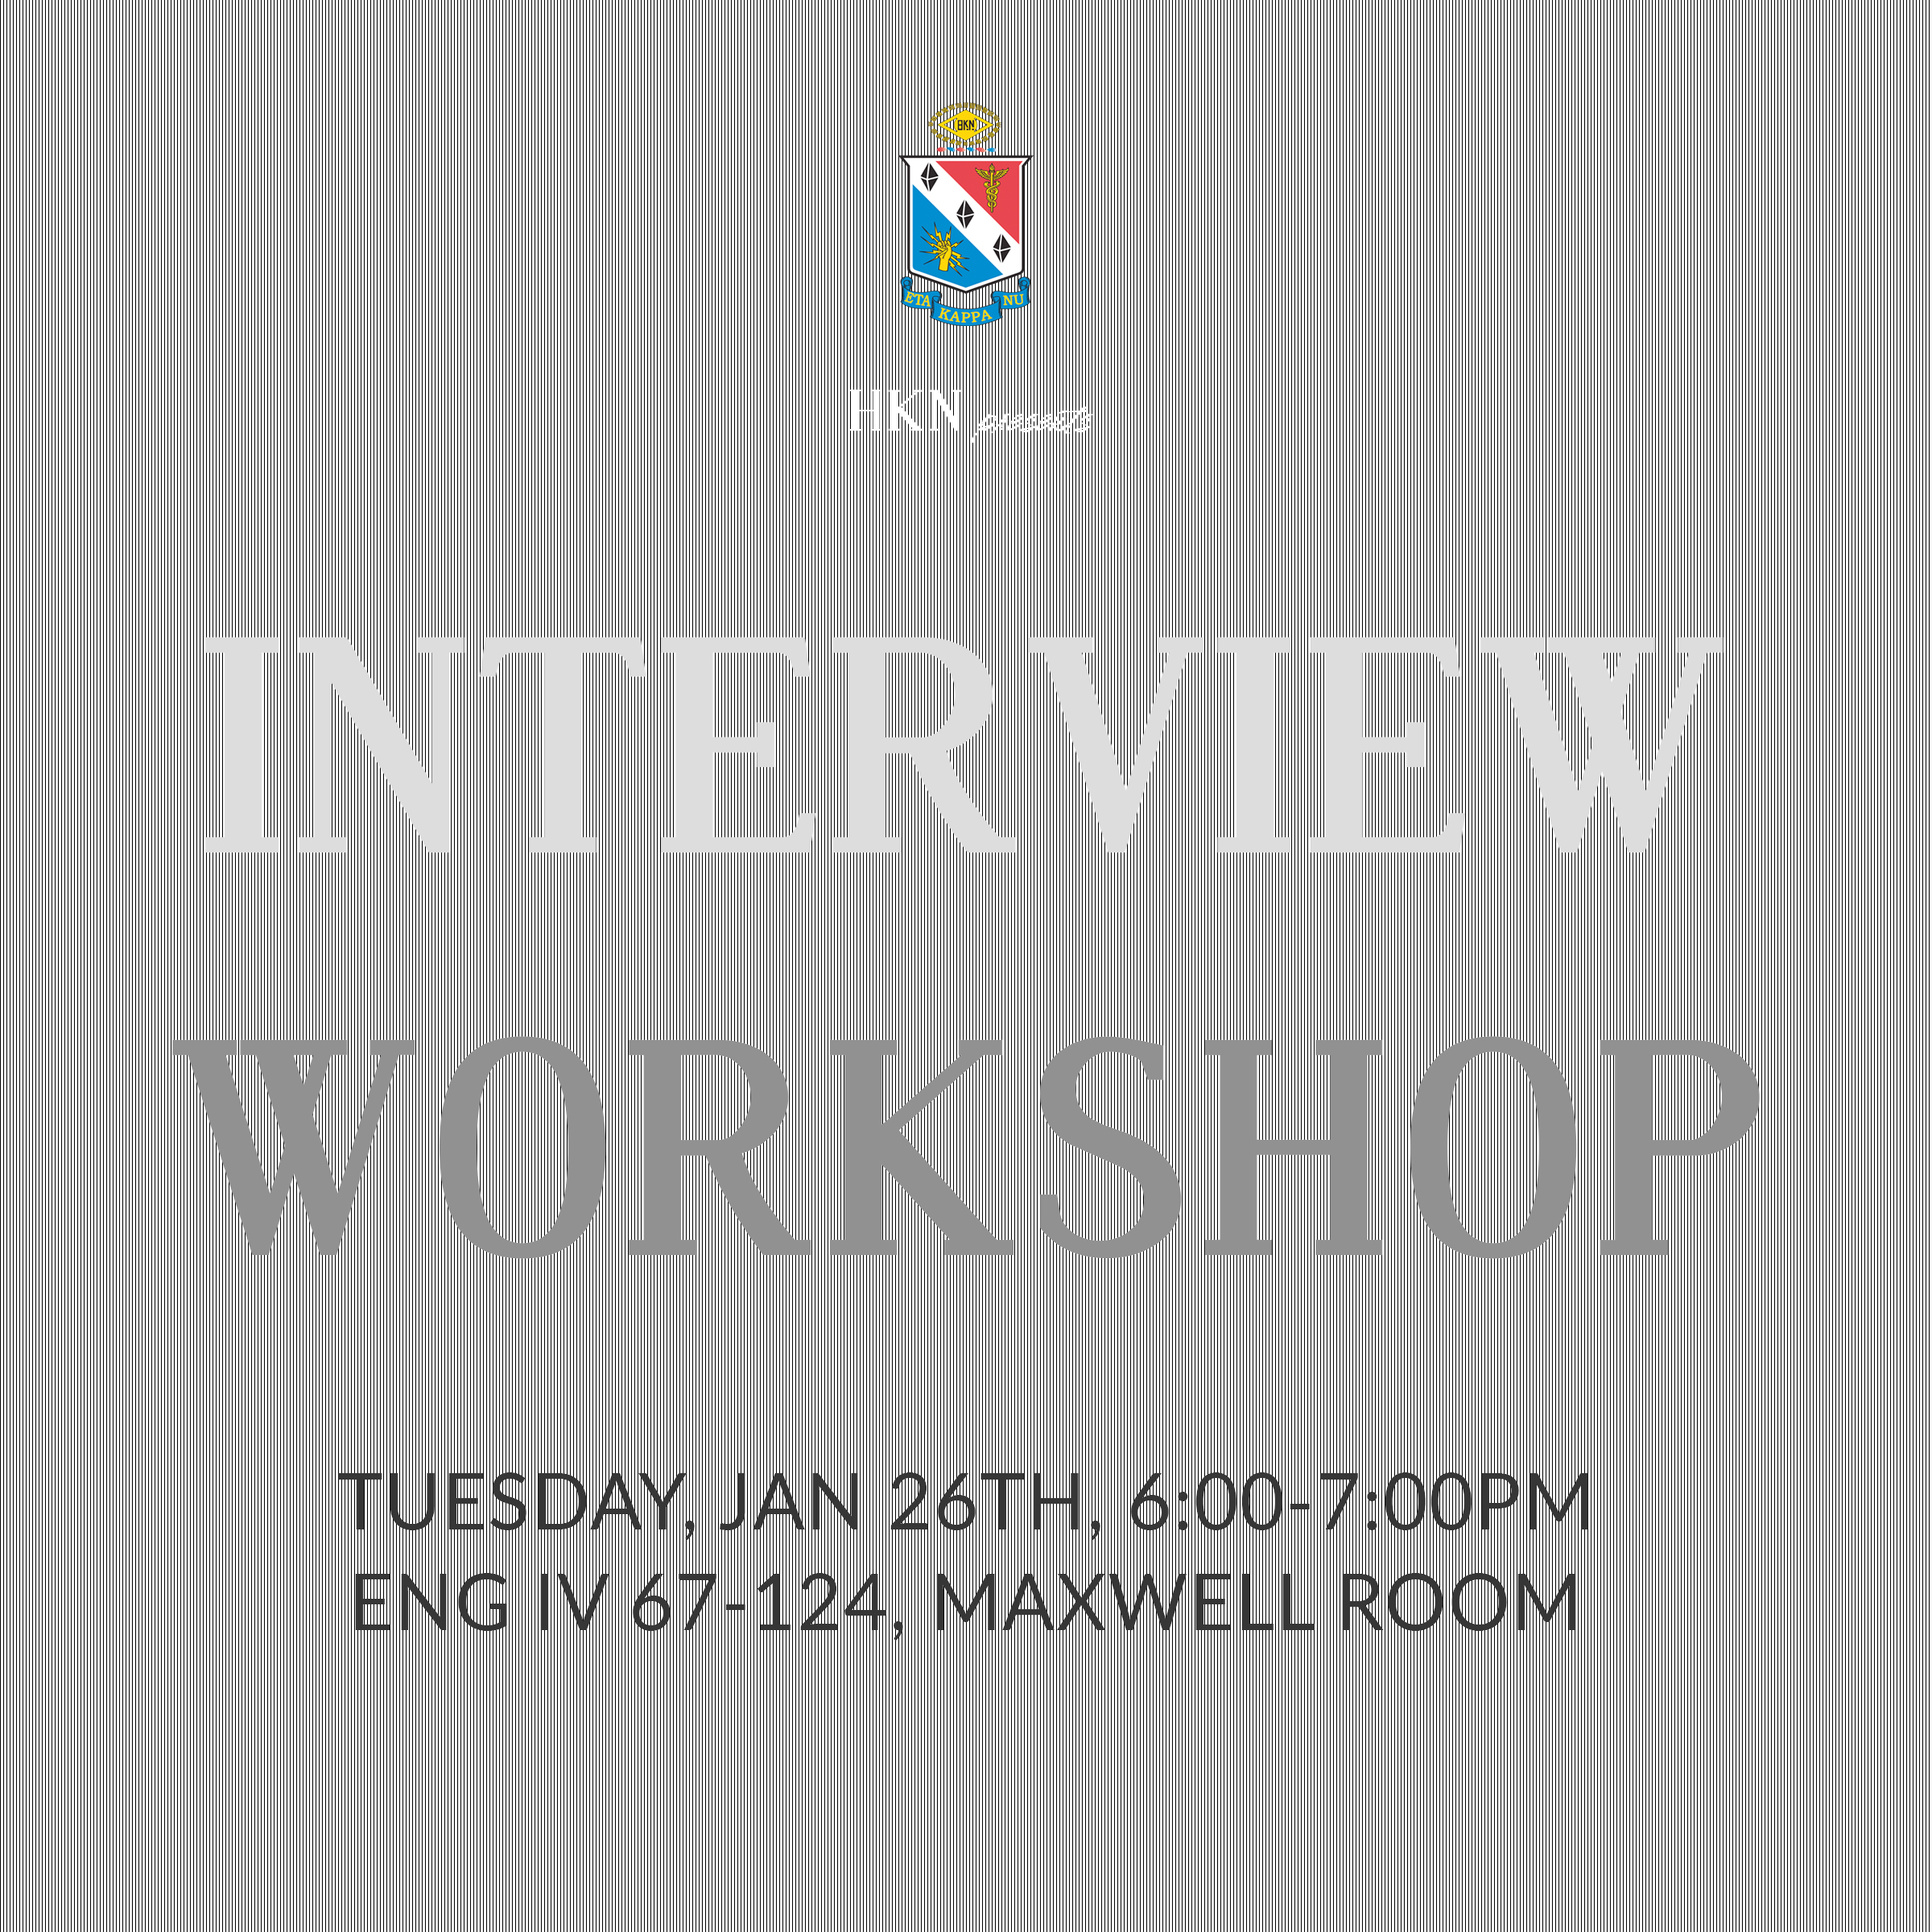 BKN
ETA KAPPA NU
HKN presents
INTERVIEW
WORKSHOP
TUESDAY, JAN 26TH, 6:00-7:00PM
ENG IV 67-124, MAXWELL ROOM